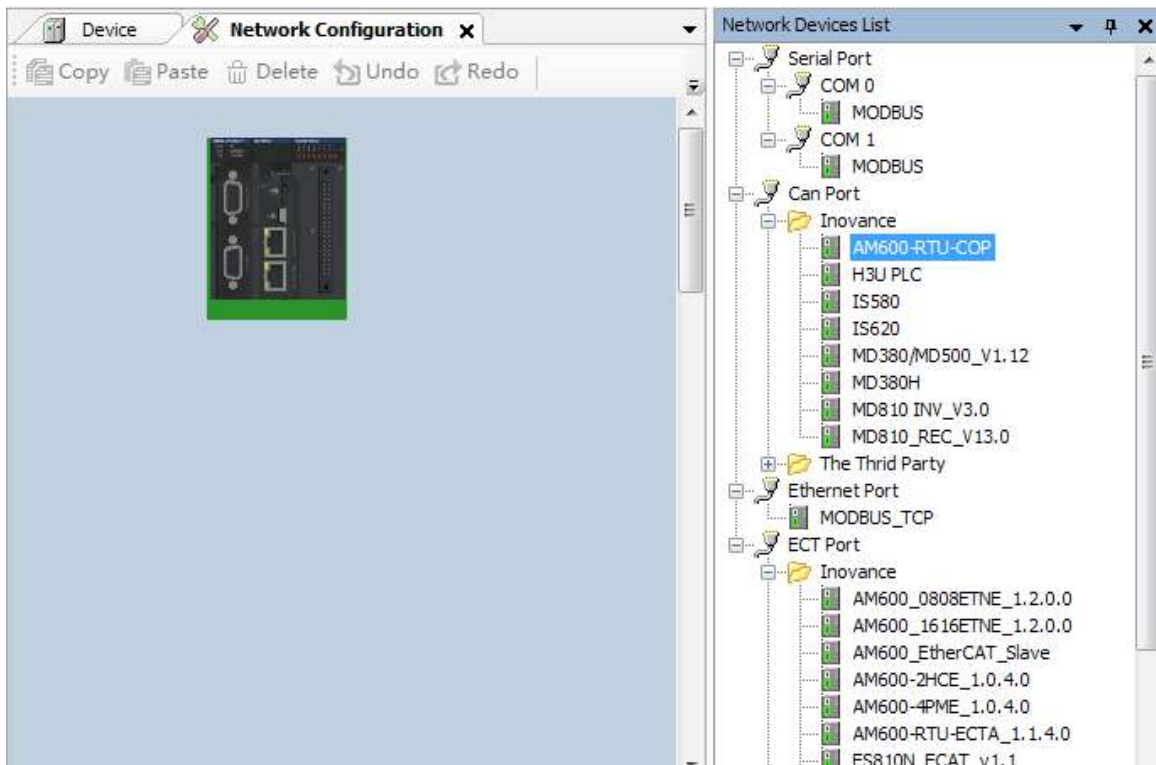 Device
Network Configuration
Copy Paste Delete Undo Redo
Network Devices List
Serial Port
COM 0
MODBUS
COM 1
MODBUS
Can Port
Inovance
AM600-RTU-COP
H3U PLC
IS580
IS620
MD380/MD500_V1.12
MD380H
MD810 INV_V3.0
MD810_REC_V13.0
The Thrid Party
Ethernet Port
MODBUS_TCP
ECT Port
Inovance
AM600_0808ETNE_1.2.0.0
AM600_1616ETNE_1.2.0.0
AM600_EtherCAT_Slave
AM600-2HCE_1.0.4.0
AM600-4PME_1.0.4.0
AM600-RTU-ECTA_1.1.4.0
ES810N_ECAT_v1.1